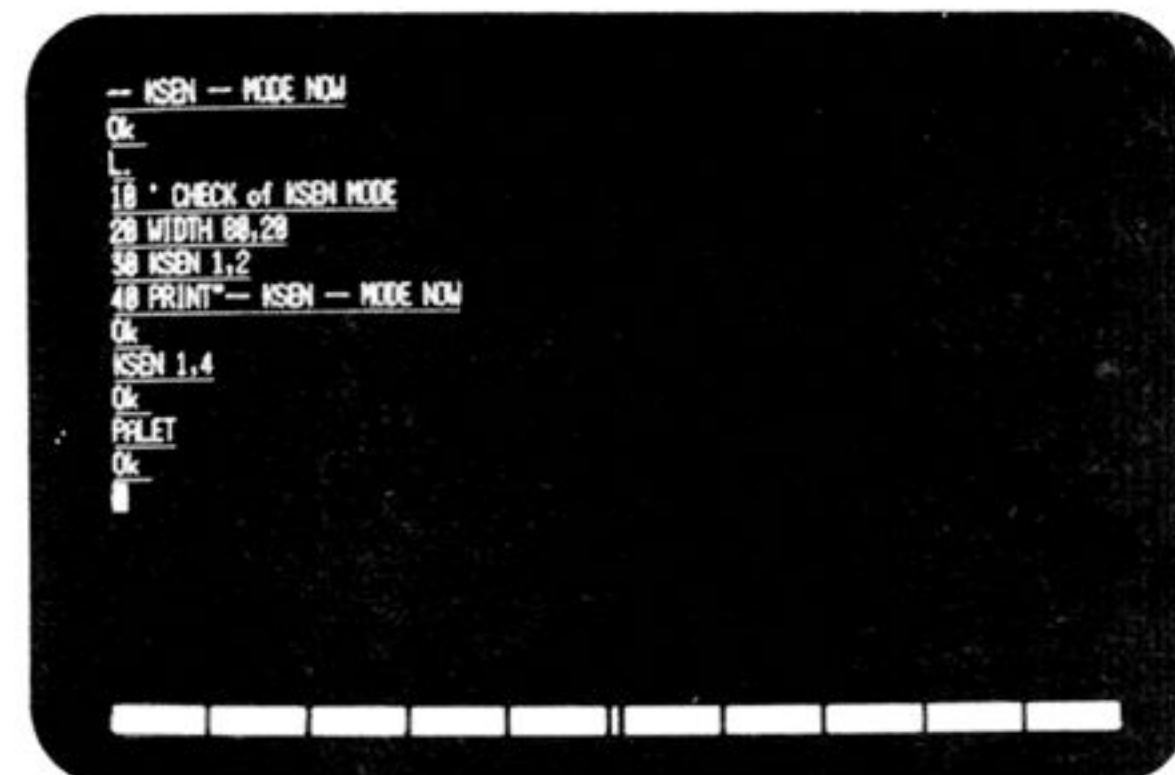 -- KSEN -- MODE NOW
Ok
L.
10 ' CHECK of KSEN MODE
20 WIDTH 80,20
30 KSEN 1,2
40 PRINT"-- KSEN -- MODE NOW
Ok
KSEN 1,4
Ok
PALET
Ok